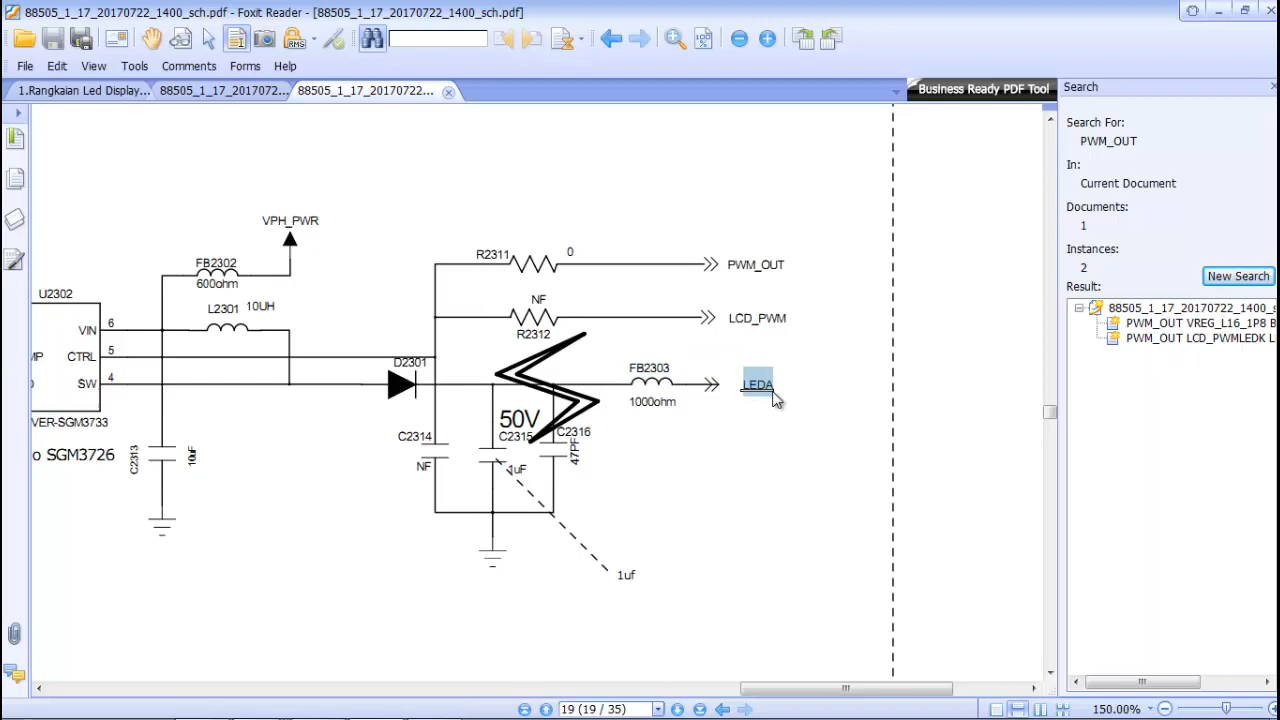 88505_1_17_20170722_1400_sch.pdf - Foxit Reader - [88505_1_17_20170722_1400_sch.pdf]
File Edit View Tools Comments Forms Help
1.Rangkaian Led Display... 88505_1_17_2017072... 88505_1_17_20170722... Business Ready PDF Tool
Search
Search For:
PWM_OUT
In:
Current Document
Documents:
1
Instances:
2
New Search
Result:
88505_1_17_20170722_1400_s
PWM_OUT VREG_L16_1P8 B
PWM_OUT LCD_PWMLEDK L
VPH_PWR
FB2302
600ohm
U2302
L2301 10UH
VIN 6
MP CTRL 5
SW 4
VER-SGM3733
o SGM3726
C2313
10uF
R2311 0
PWM_OUT
NF
R2312
LCD_PWM
D2301
FB2303
1000ohm
LEDA
50V
C2314
NF
C2315
1uF
C2316
47PF
1uf
19 (19 / 35)
150.00%